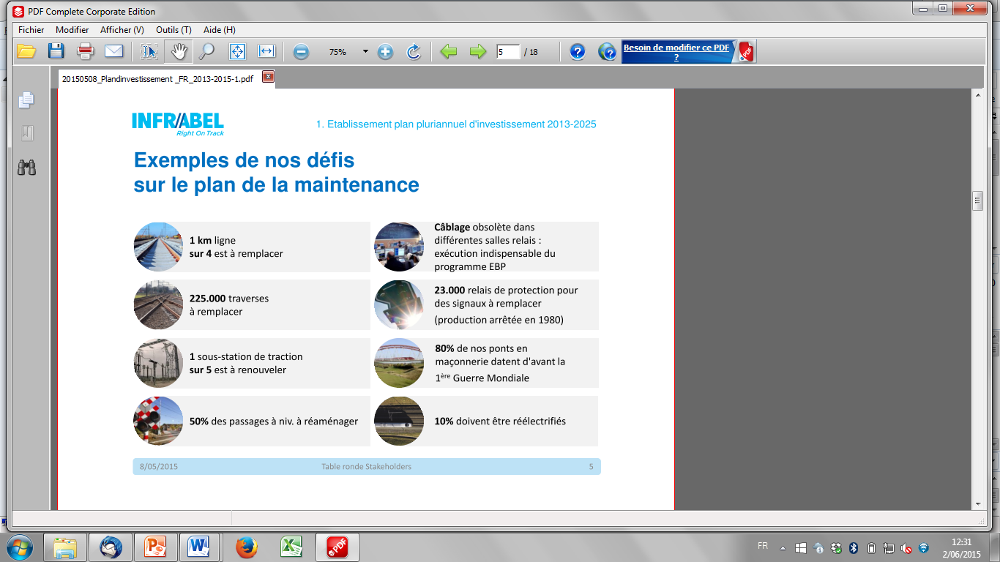 PDF Complete Corporate Edition
Fichier Modifier Afficher (V) Outils (T) Aide (H)
75% 5 / 18 Besoin de modifier ce PDF
?
20150508_Plandinvestissement _FR_2013-2015-1.pdf
INFRABEL
Right On Track
1. Etablissement plan pluriannuel d'investissement 2013-2025
Exemples de nos défis
sur le plan de la maintenance
1 km ligne
sur 4 est à remplacer
Câblage obsolète dans
différentes salles relais :
exécution indispensable du
programme EBP
225.000 traverses
à remplacer
23.000 relais de protection pour
des signaux à remplacer
(production arrêtée en 1980)
1 sous-station de traction
sur 5 est à renouveler
80% de nos ponts en
maçonnerie datent d'avant la
1ère Guerre Mondiale
50% des passages à niv. à réaménager
10% doivent être réélectrifiés
8/05/2015 Table ronde Stakeholders 5
FR
12:31
2/06/2015